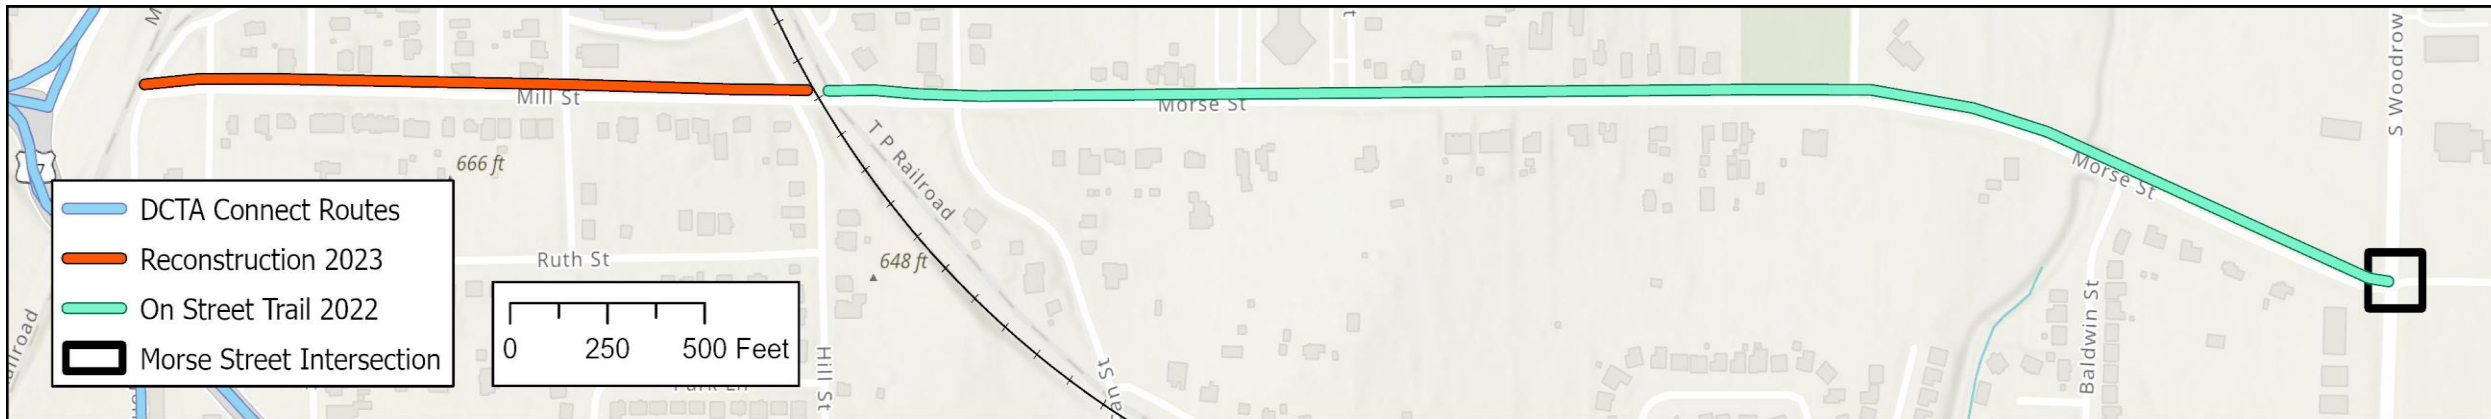 Mill St
Morse St
S Woodrow
T P Railroad
666 ft
Morse St
7
DCTA Connect Routes
Reconstruction 2023
On Street Trail 2022
Morse Street Intersection
Ruth St
648 ft
0 250 500 Feet
Hill St
Baldwin St